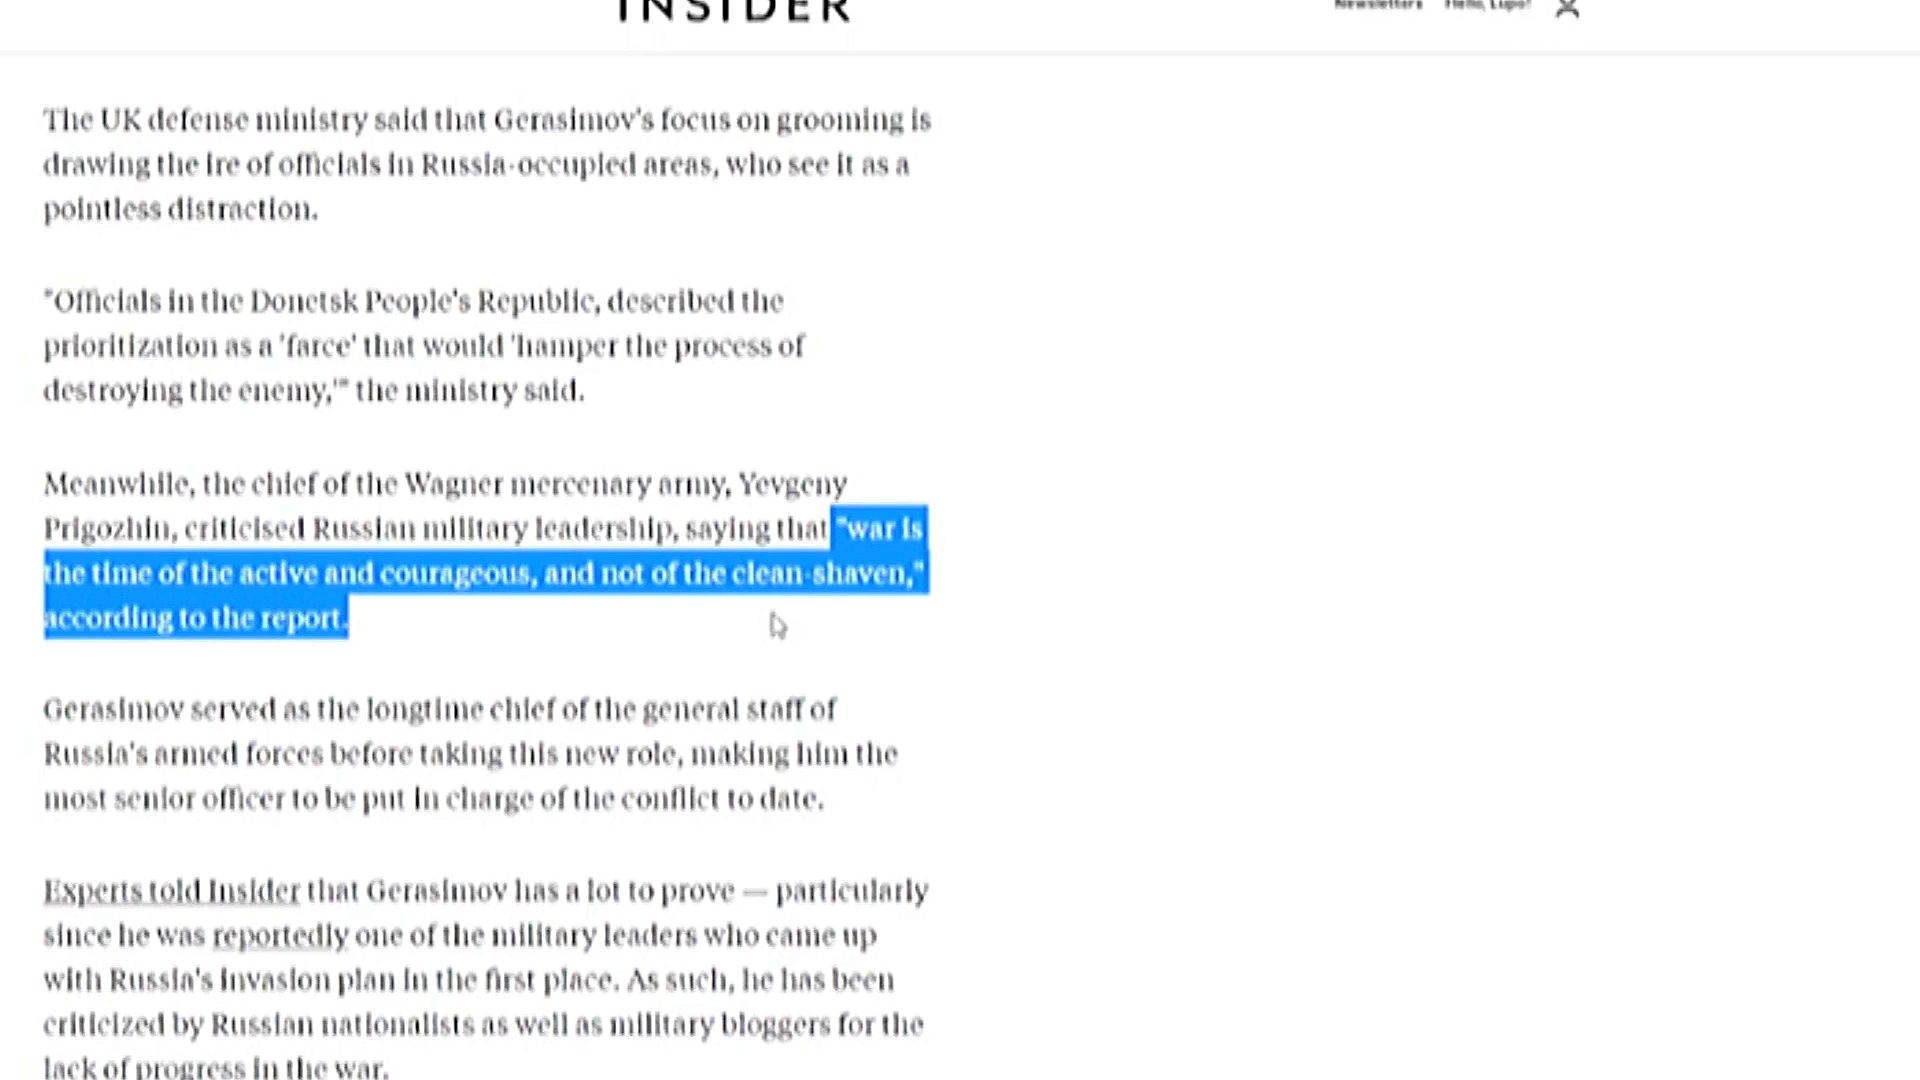 INSIDER
Newsletters Hello, Lupo!
The UK defense ministry said that Gerasimov's focus on grooming is
drawing the ire of officials in Russia-occupied areas, who see it as a
pointless distraction.
"Officials in the Donetsk People's Republic, described the
prioritization as a 'farce' that would 'hamper the process of
destroying the enemy,'" the ministry said.
Meanwhile, the chief of the Wagner mercenary army, Yevgeny
Prigozhin, criticised Russian military leadership, saying that "war is
the time of the active and courageous, and not of the clean-shaven,"
according to the report.
Gerasimov served as the longtime chief of the general staff of
Russia's armed forces before taking this new role, making him the
most senior officer to be put in charge of the conflict to date.
Experts told Insider that Gerasimov has a lot to prove — particularly
since he was reportedly one of the military leaders who came up
with Russia's invasion plan in the first place. As such, he has been
criticized by Russian nationalists as well as military bloggers for the
lack of progress in the war.